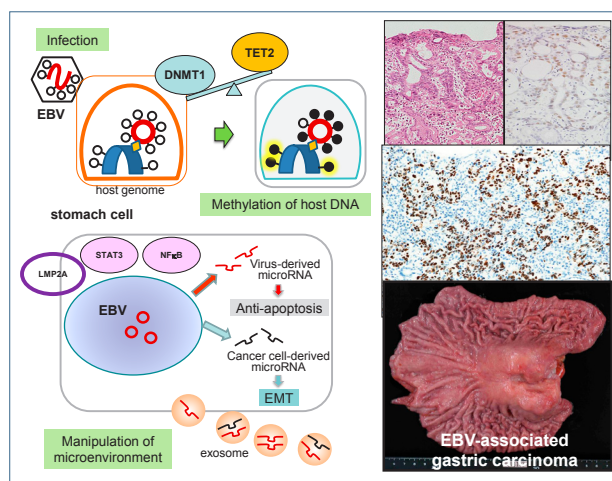 Infection
EBV
DNMT1
TET2
host genome
Methylation of host DNA
stomach cell
STAT3
NFκB
LMP2A
EBV
Virus-derived
microRNA
Anti-apoptosis
Cancer cell-derived
microRNA
EMT
exosome
Manipulation of
microenvironment
EBV-associated
gastric carcinoma